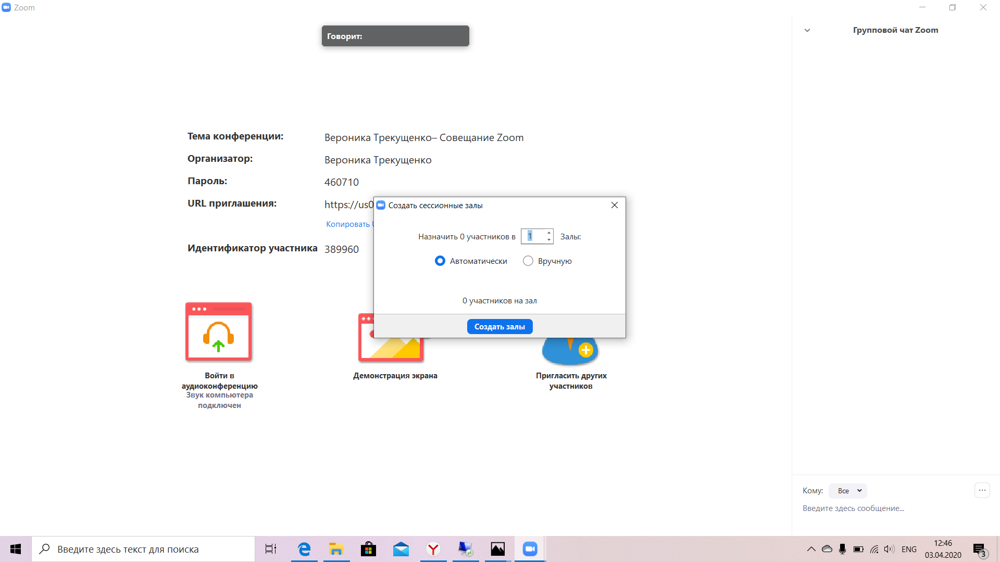 Zoom
Говорит:
Групповой чат Zoom
Тема конференции: Вероника Трекущенко– Совещание Zoom
Организатор: Вероника Трекущенко
Пароль: 460710
URL приглашения: https://us0
Копировать
Идентификатор участника 389960
Создать сессионные залы
Назначить 0 участников в 1 Залы:
Автоматически Вручную
0 участников на зал
Создать залы
Войти в
аудиоконференцию
Звук компьютера
подключен
Демонстрация экрана
Пригласить других
участников
Кому: Все
Введите здесь сообщение...
Введите здесь текст для поиска
ENG
12:46
03.04.2020
3